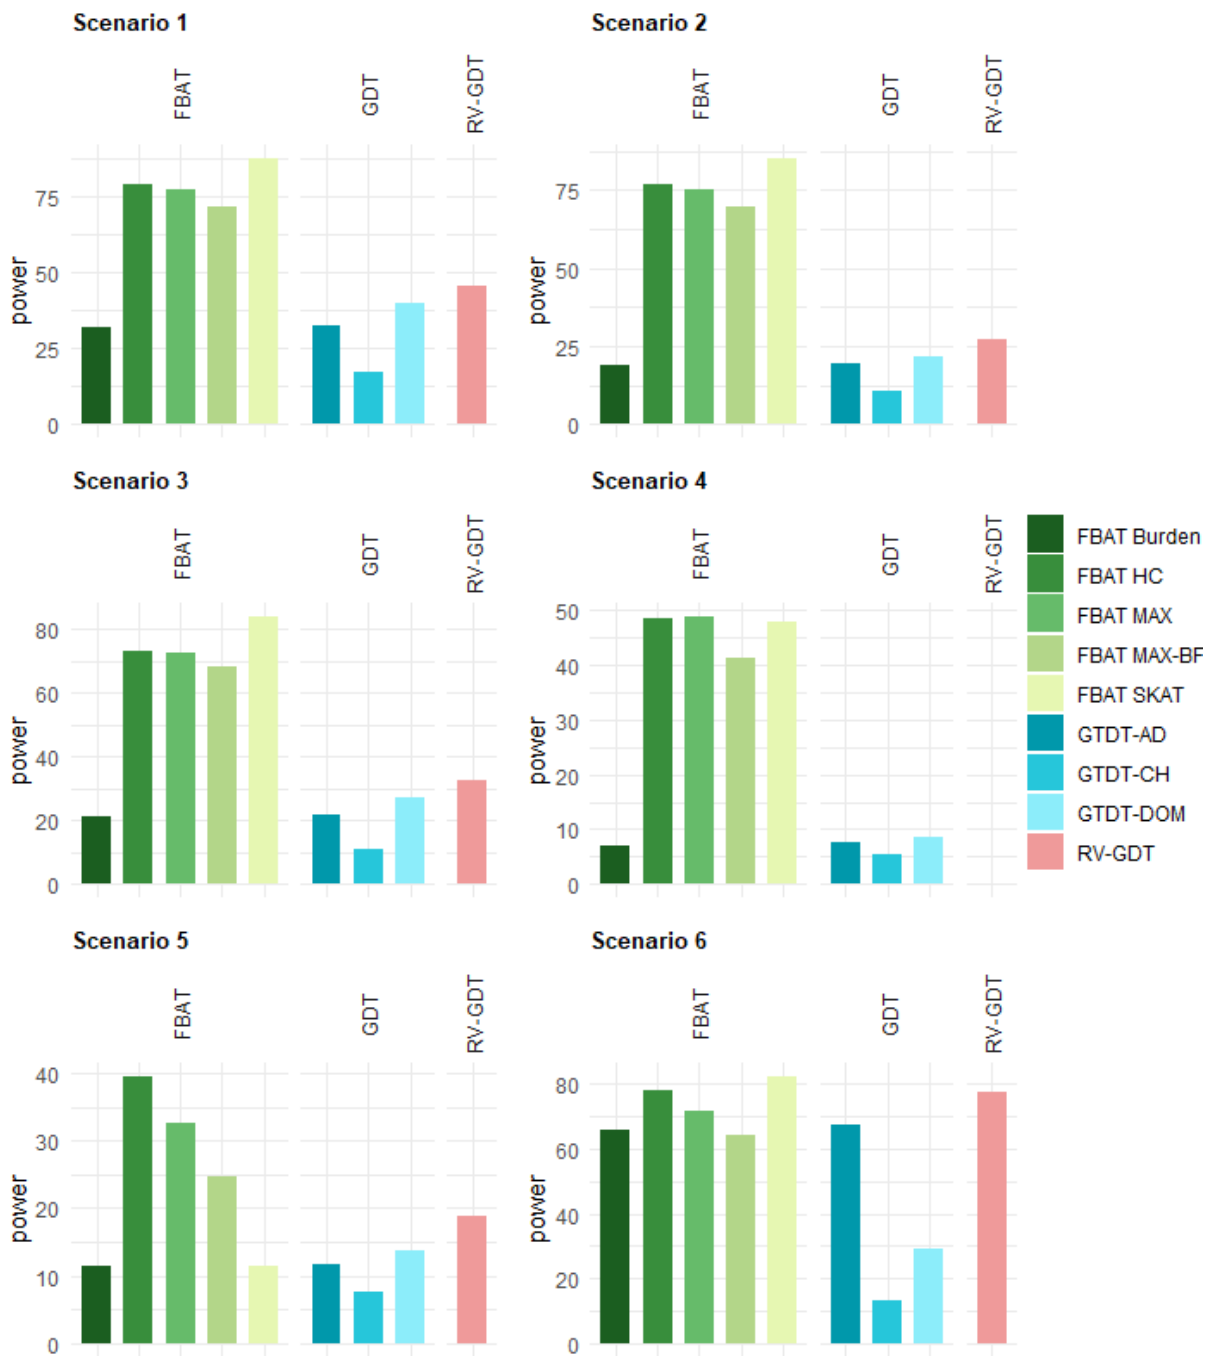 Scenario 1
FBAT
GDT
RV-GDT
power
75
50
25
0
Scenario 2
FBAT
GDT
RV-GDT
power
75
50
25
0
Scenario 3
FBAT
GDT
RV-GDT
power
80
60
40
20
0
Scenario 4
FBAT
GDT
RV-GDT
power
50
40
30
20
10
0
FBAT Burden
FBAT HC
FBAT MAX
FBAT MAX-BF
FBAT SKAT
GTDT-AD
GTDT-CH
GTDT-DOM
RV-GDT
Scenario 5
FBAT
GDT
RV-GDT
power
40
30
20
10
0
Scenario 6
FBAT
GDT
RV-GDT
power
80
60
40
20
0